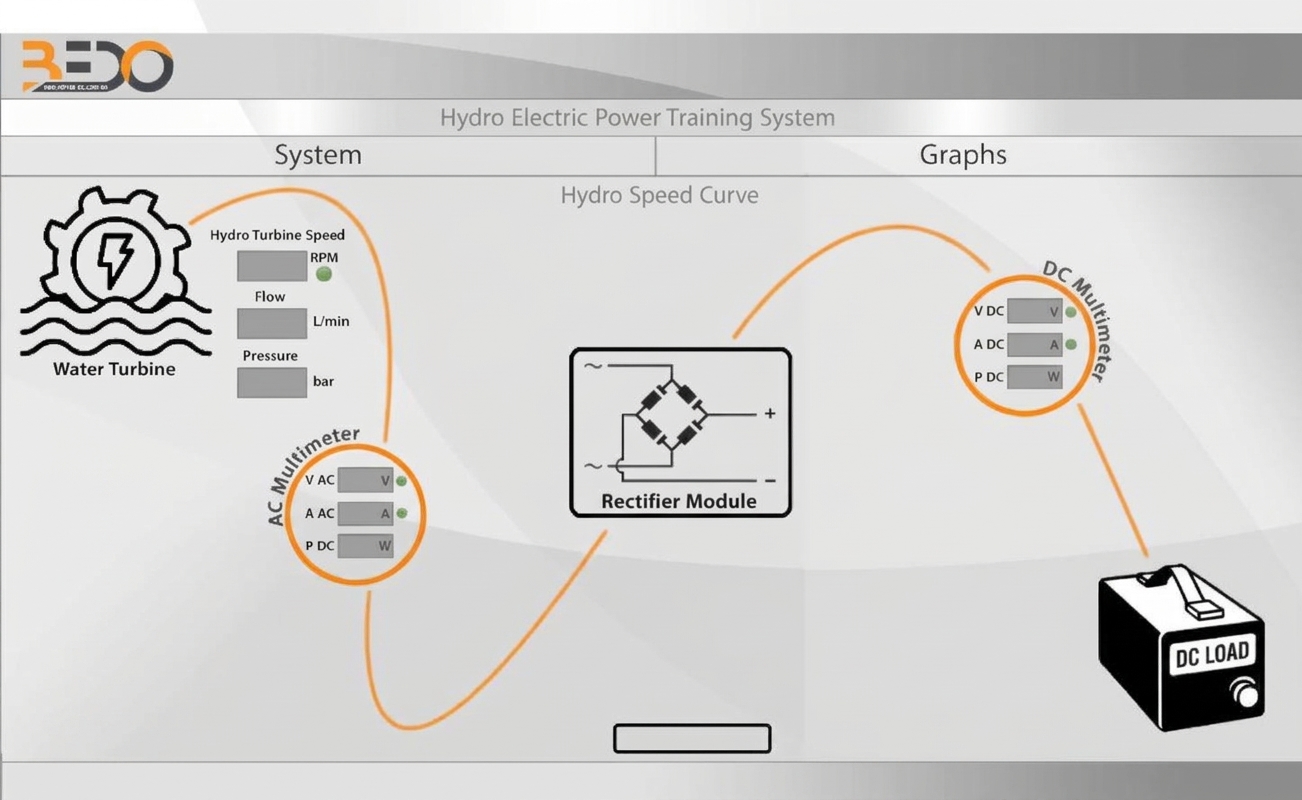 BEDO
Hydro Electric Power Training System
System
Graphs
Hydro Speed Curve
Hydro Turbine Speed
RPM
Flow
L/min
Pressure
bar
Water Turbine
AC Multimeter
V AC V
A AC A
P DC W
~
~
+
-
Rectifier Module
DC Multimeter
V DC V
A DC A
P DC W
DC LOAD